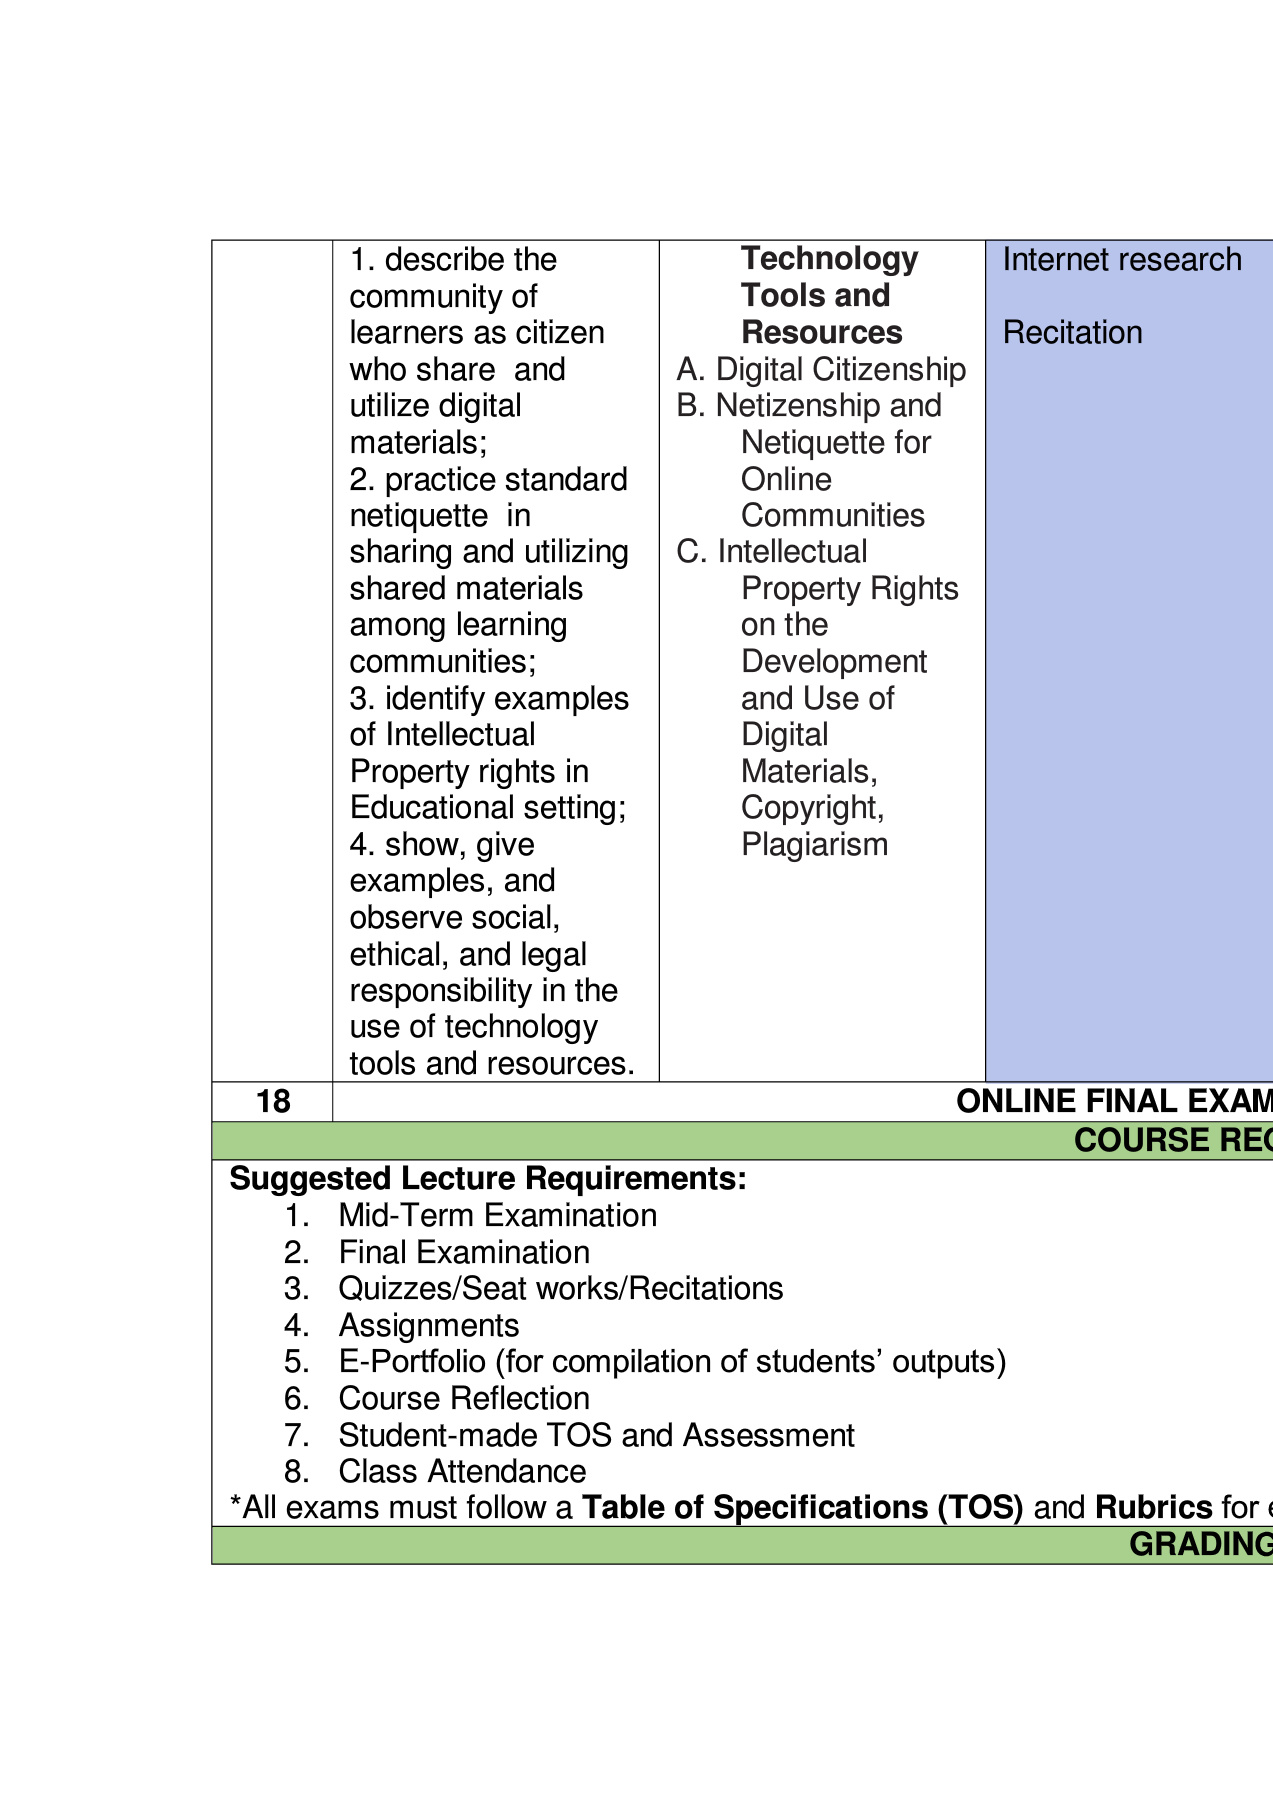 1. describe the
community of
learners as citizen
who share  and
utilize digital
materials;
2. practice standard
netiquette  in
sharing and utilizing
shared materials
among learning
communities;
3. identify examples
of Intellectual
Property rights in
Educational setting;
4. show, give
examples, and
observe social,
ethical, and legal
responsibility in the
use of technology
tools and resources.
Technology
Tools and
Resources
A. Digital Citizenship
B. Netizenship and
Netiquette for
Online
Communities
C. Intellectual
Property Rights
on the
Development
and Use of
Digital
Materials,
Copyright,
Plagiarism
Internet research
Recitation
18
ONLINE FINAL EXAM
COURSE
Suggested Lecture Requirements:
1. Mid-Term Examination
2. Final Examination
3. Quizzes/Seat works/Recitations
4. Assignments
5. E-Portfolio (for compilation of students’ outputs)
6. Course Reflection
7. Student-made TOS and Assessment
8. Class Attendance
*All exams must follow a Table of Specifications (TOS) and Rubrics for
GRADING